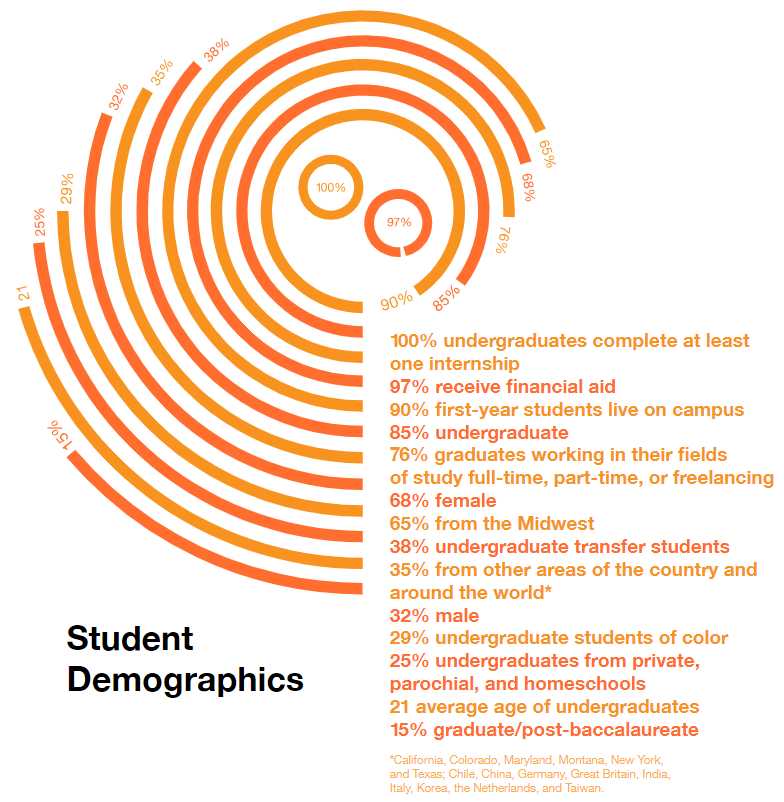 38%
35%
32%
65%
100%
68%
29%
97%
25%
76%
21
90%
85%
15%
100% undergraduates complete at least
one internship
97% receive financial aid
90% first-year students live on campus
85% undergraduate
76% graduates working in their fields
of study full-time, part-time, or freelancing
68% female
65% from the Midwest
38% undergraduate transfer students
35% from other areas of the country and
around the world*
32% male
29% undergraduate students of color
25% undergraduates from private,
parochial, and homeschools
21 average age of undergraduates
15% graduate/post-baccalaureate
Student
Demographics
*California, Colorado, Maryland, Montana, New York,
and Texas; Chile, China, Germany, Great Britain, India,
Italy, Korea, the Netherlands, and Taiwan.